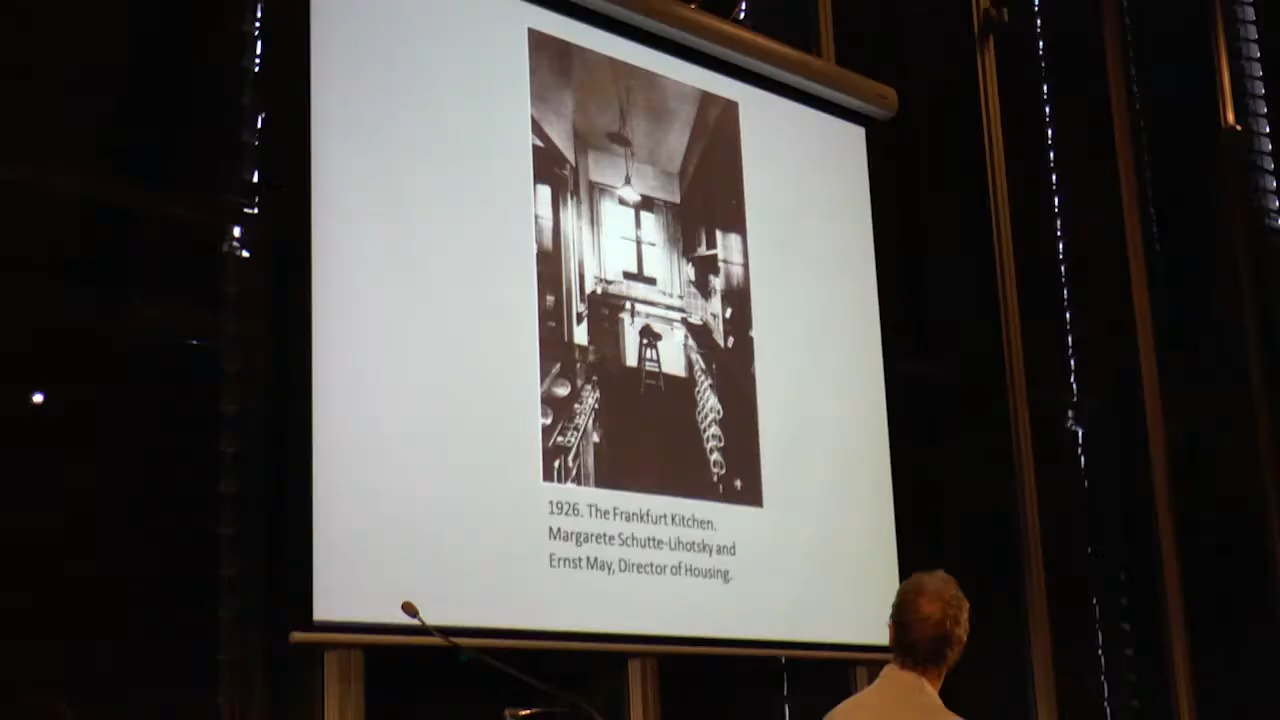 1926. The Frankfurt Kitchen.
Margarete Schutte-Lihotsky and
Ernst May, Director of Housing.